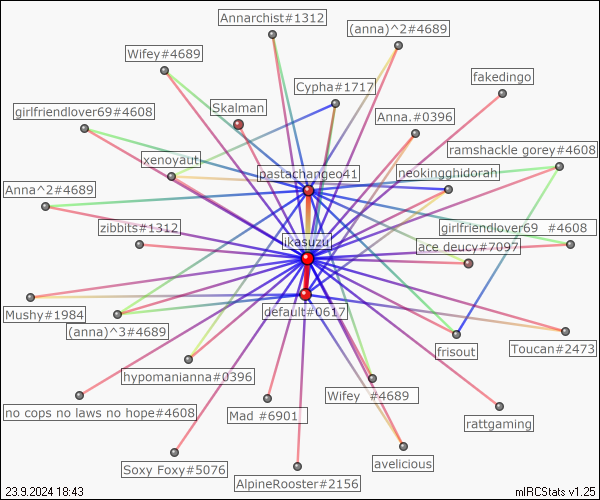 Annarchist#1312
(anna)^2#4689
Wifey#4689
fakedingo
Cypha#1717
Skalman
girlfriendlover69#4608
Anna.#0396
ramshackle gorey#4608
xenoyaut
pastachangeo41
neokingghidorah
Anna^2#4689
zibbits#1312
girlfriendlover69 #4608
ikasuzu
ace deucy#7097
Mushy#1984
default#0617
(anna)^3#4689
Toucan#2473
frisout
hypomanianna#0396
Wifey #4689
no cops no laws no hope#4608
Mad #6901
rattgaming
avelicious
Soxy Foxy#5076
AlpineRooster#2156
23.9.2024 18:43
mIRCStats v1.25